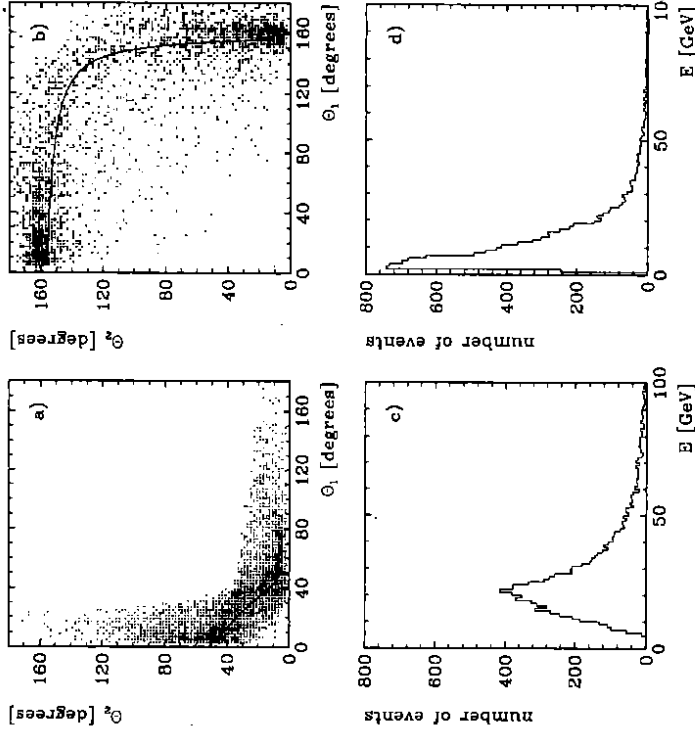 a)
Θ₂ [degrees]
160
120
80
40
0
0 40 80 120 160
Θ₁ [degrees]
b)
Θ₂ [degrees]
160
120
80
40
0
0 40 80 120 160
Θ₁ [degrees]
c)
number of events
800
600
400
200
0
0 50 100
E [GeV]
d)
number of events
800
600
400
200
0
0 50 10
E [GeV]